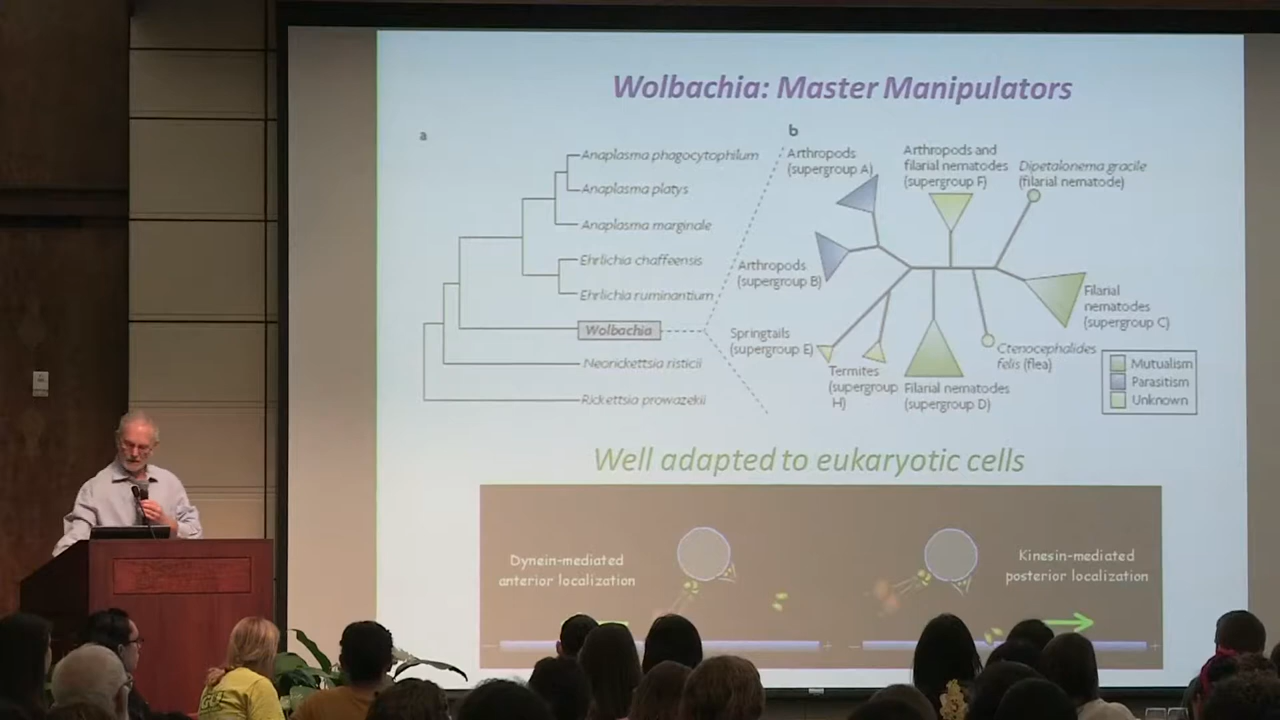 Wolbachia: Master Manipulators
a
Anaplasma phagocytophilum
Anaplasma platys
Anaplasma marginale
Ehrlichia chaffeensis
Ehrlichia ruminantium
Wolbachia
Neorickettsia risticii
Rickettsia prowazekii
b
Arthropods
(supergroup A)
Arthropods and
filarial nematodes
(supergroup F)
Dipetalonema gracile
(filarial nematode)
Arthropods
(supergroup B)
Filarial
nematodes
(supergroup C)
Springtails
(supergroup E)
Termites
(supergroup
H)
Filarial nematodes
(supergroup D)
Ctenocephalides
felis (flea)
Mutualism
Parasitism
Unknown
Well adapted to eukaryotic cells
Dynein-mediated
anterior localization
Kinesin-mediated
posterior localization